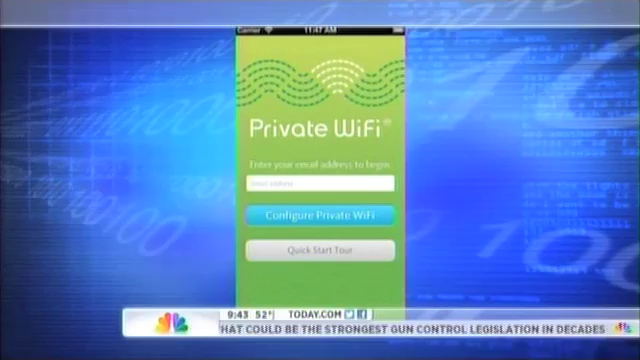 Carrier 11:47 AM
Private WiFi®
Enter your email address to begin.
Email address
Configure Private WiFi
Quick Start Tour
9:43 52° TODAY.COM
HAT COULD BE THE STRONGEST GUN CONTROL LEGISLATION IN DECADES